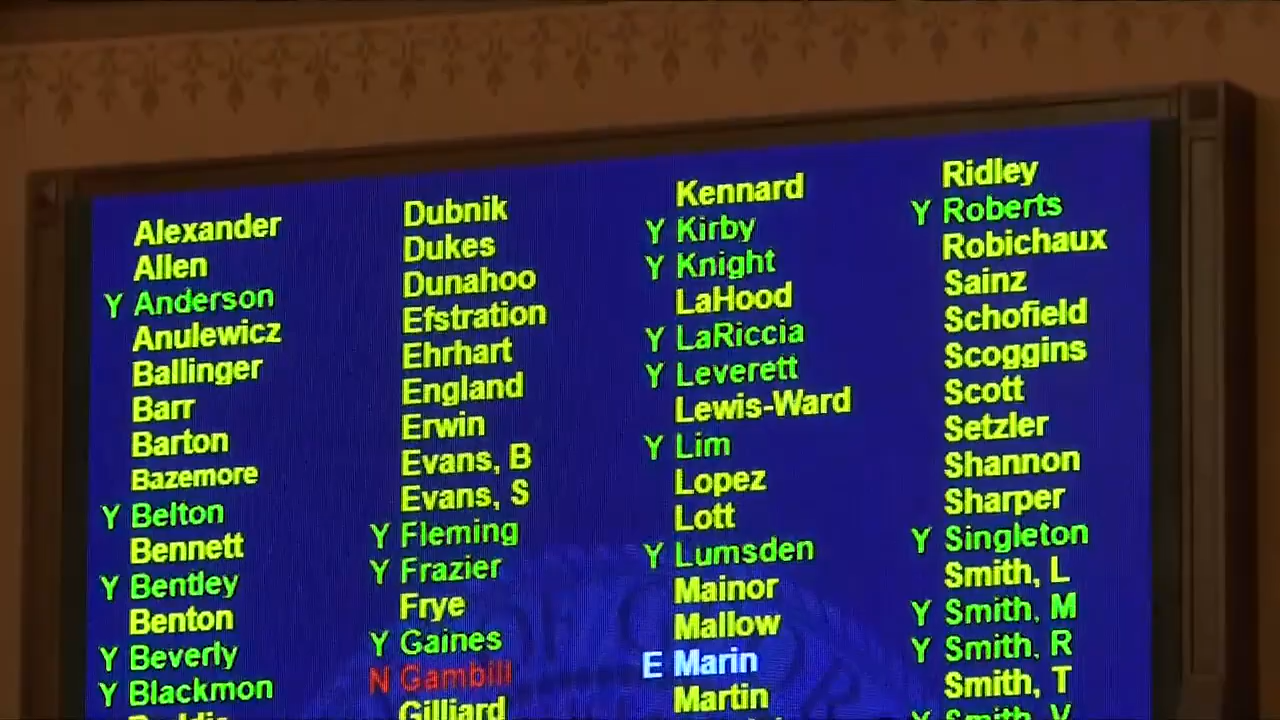 Alexander
Allen
Y Anderson
Anulewicz
Ballinger
Barr
Barton
Bazemore
Y Belton
Bennett
Y Bentley
Benton
Y Beverly
Y Blackmon
Dubnik
Dukes
Dunahoo
Efstration
Ehrhart
England
Erwin
Evans, B
Evans, S
Y Fleming
Y Frazier
Frye
Y Gaines
N Gambill
Gilliard
Kennard
Y Kirby
Y Knight
LaHood
Y LaRiccia
Y Leverett
Lewis-Ward
Y Lim
Lopez
Lott
Y Lumsden
Mainor
Mallow
E Marin
Martin
Ridley
Y Roberts
Robichaux
Sainz
Schofield
Scoggins
Scott
Setzler
Shannon
Sharper
Y Singleton
Smith, L
Y Smith, M
Y Smith, R
Smith, T
Y Smith, V